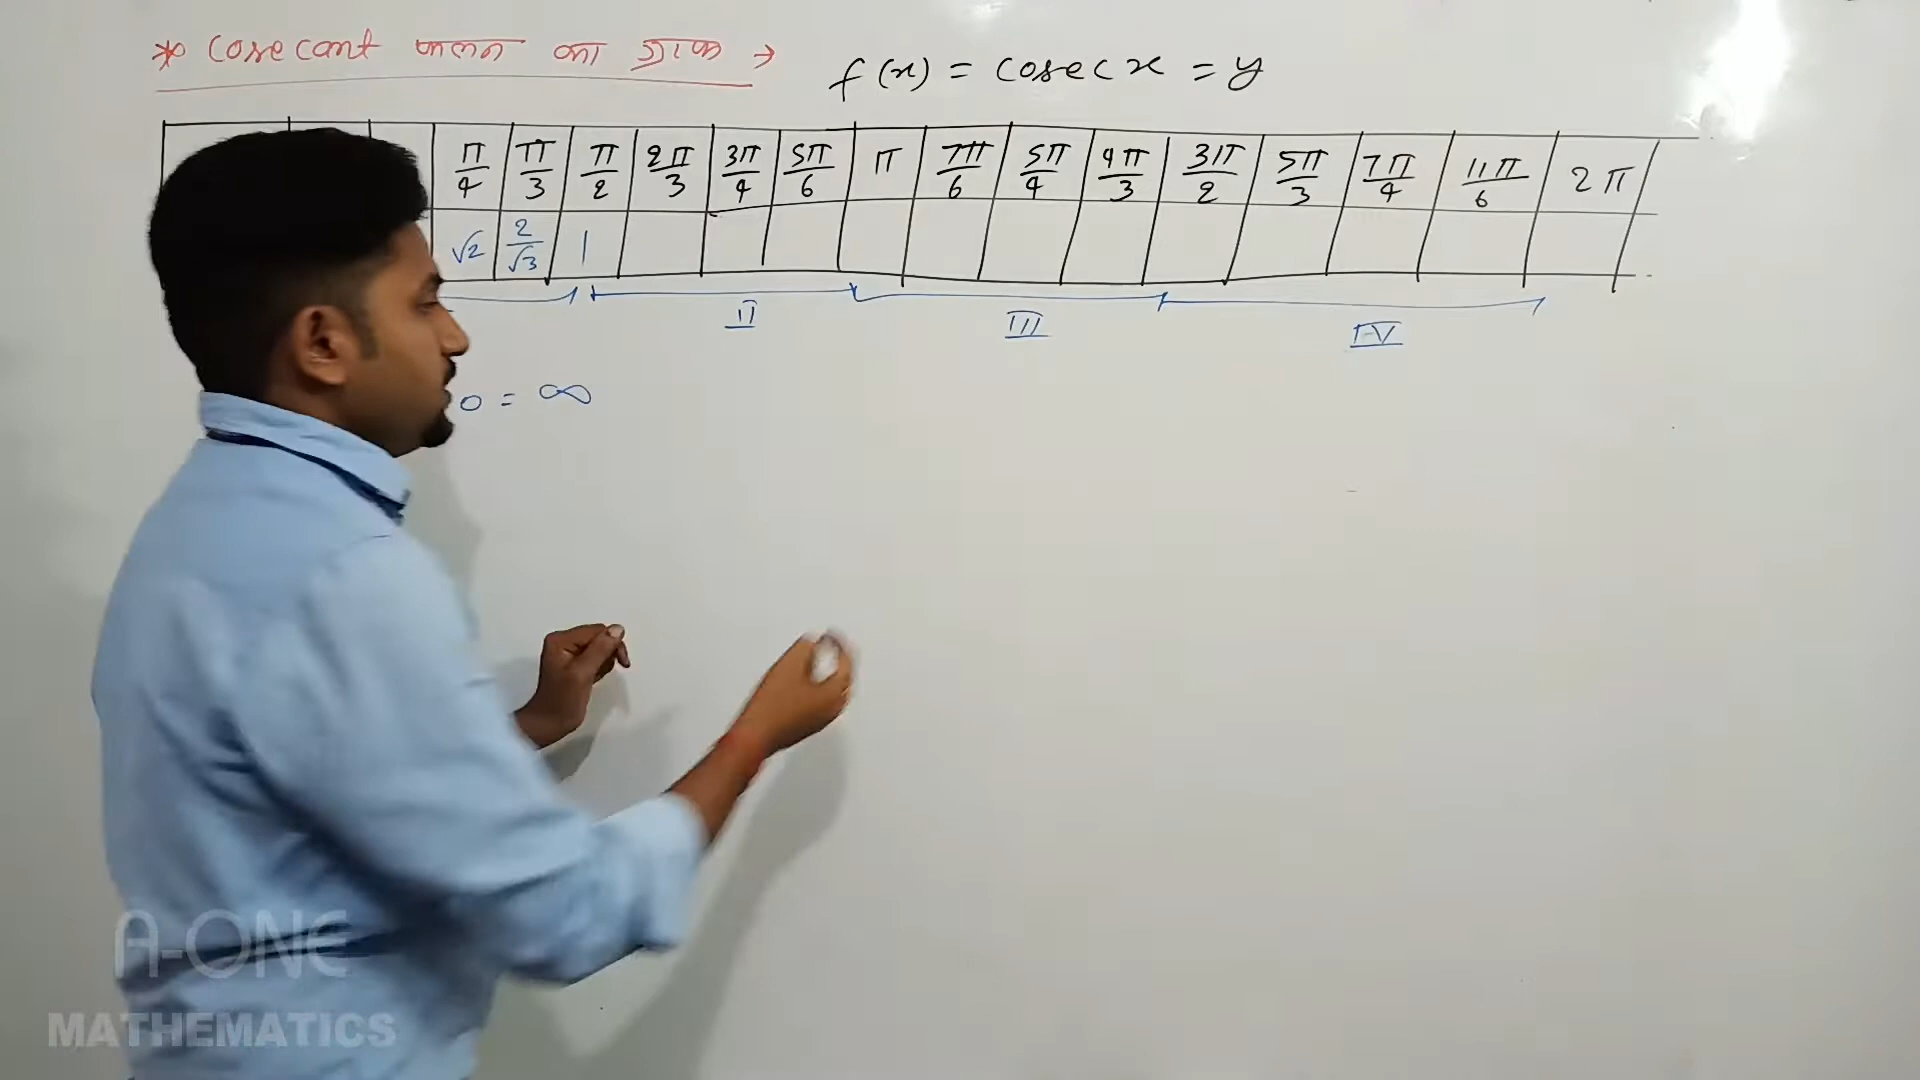 * Cosecant फलन का ग्राफ →
f(x) = cosec x = y
π/4 π/3 π/2 2π/3 3π/4 5π/6 π 7π/6 5π/4 4π/3 3π/2 5π/3 7π/4 11π/6 2π
√2 2/√3 1
II III IV
0 = ∞
A-ONE
MATHEMATICS